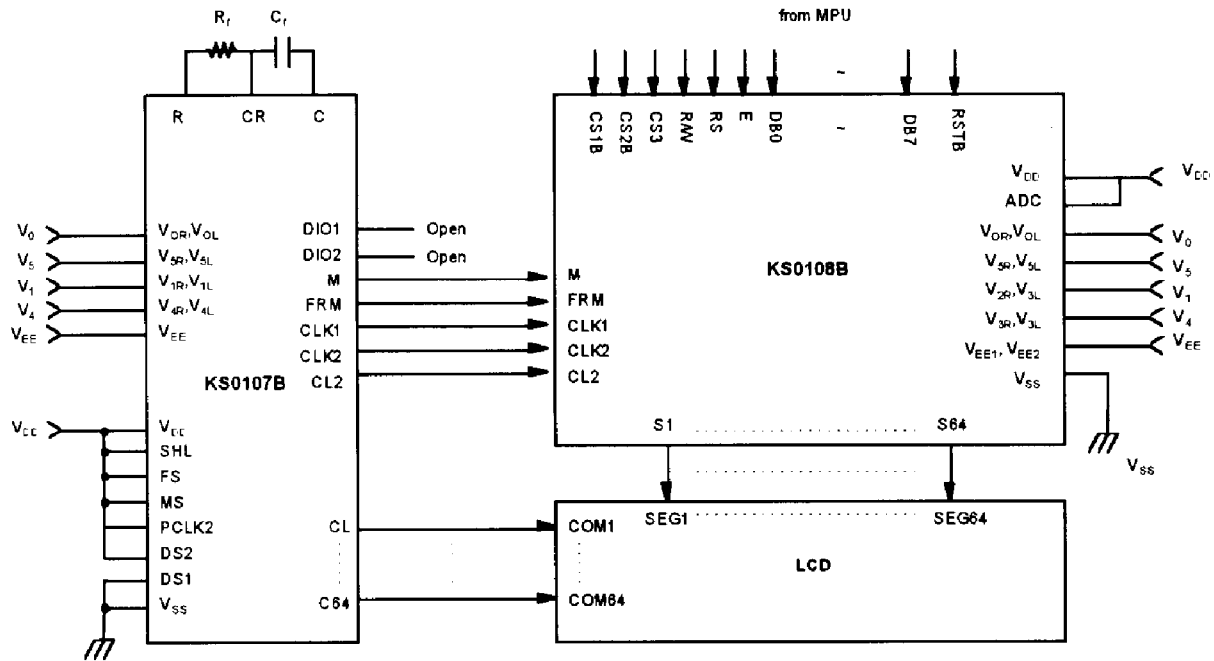 Rf Cf
from MPU
R CR C
CS1B CS2B CS3 R/W RS E DB0 ~ DB7 RSTB
~
KS0107B
V0 V0R,V0L
V5 V5R,V5L
V1 V1R,V1L
V4 V4R,V4L
VEE VEE
VDD VDD
SHL
FS
MS
PCLK2
DS2
DS1
VSS
DIO1 Open
DIO2 Open
M
FRM
CLK1
CLK2
CL2
CL
C64
KS0108B
M
FRM
CLK1
CLK2
CL2
VDD VDD
ADC
V0R,V0L V0
V5R,V5L V5
V2R,V3L V1
V3R,V3L V4
VEE1, VEE2 VEE
VSS
VSS
S1 S64
SEG1 SEG64
COM1
LCD
COM64